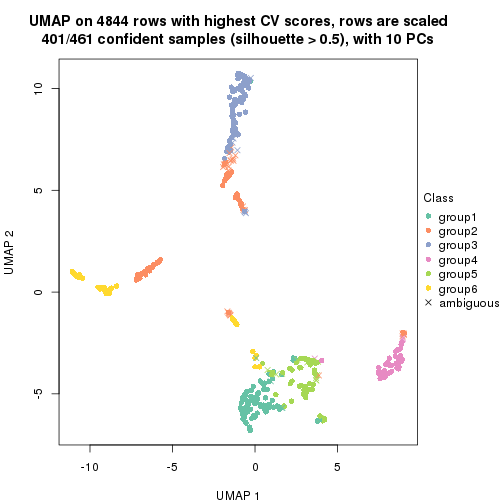 UMAP on 4844 rows with highest CV scores, rows are scaled
401/461 confident samples (silhouette > 0.5), with 10 PCs
10
5
0
-5
UMAP 2
-10
-5
0
5
UMAP 1
Class
group1
group2
group3
group4
group5
group6
ambiguous